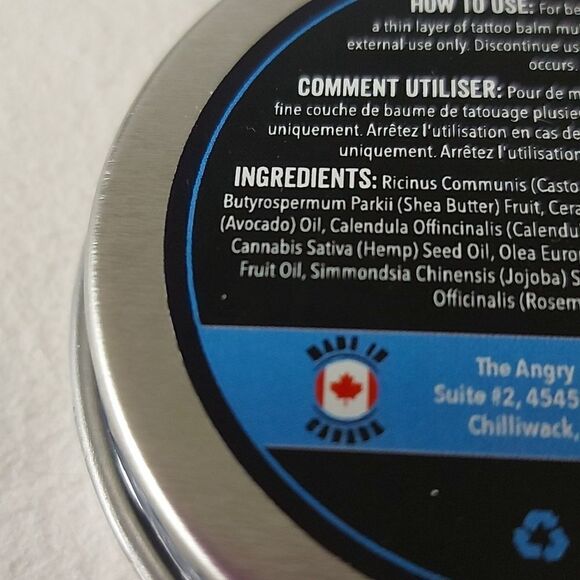 HOW TO USE: For be
a thin layer of tattoo balm mu
external use only. Discontinue us
occurs.
COMMENT UTILISER: Pour de m
fine couche de baume de tatouage plusie
uniquement. Arrêtez l'utilisation en cas de
uniquement. Arrêtez l'utilisation
INGREDIENTS: Ricinus Communis (Casto
Butyrospermum Parkii (Shea Butter) Fruit, Cera
(Avocado) Oil, Calendula Offincinalis (Calendu
Cannabis Sativa (Hemp) Seed Oil, Olea Euro
Fruit Oil, Simmondsia Chinensis (Jojoba) S
Officinalis (Rosem
MADE IN
CANADA
The Angry
Suite #2, 4545
Chilliwack,